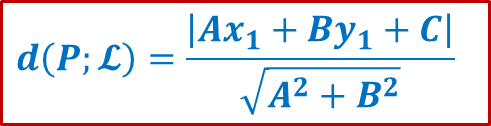 d(P; ℒ) = |Ax₁ + By₁ + C| / √(A² + B²)